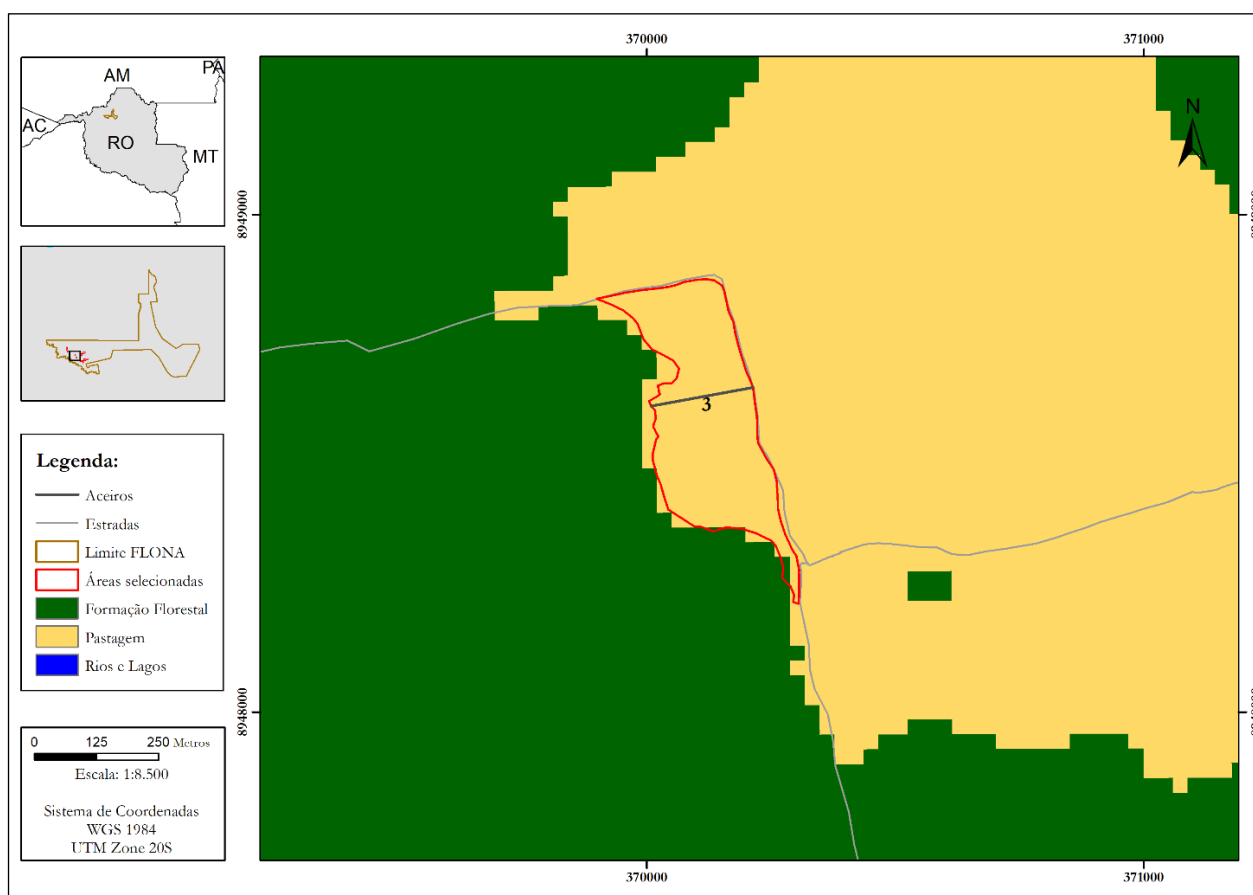 370000
371000
PA
AM
AC
RO
MT
N
8949000
8949000
3
Legenda:
Aceiros
Estradas
Limite FLONA
Áreas selecionadas
Formação Florestal
Pastagem
Rios e Lagos
8948000
8948000
0 125 250 Metros
Escala: 1:8.500
Sistema de Coordenadas
WGS 1984
UTM Zone 20S
370000
371000